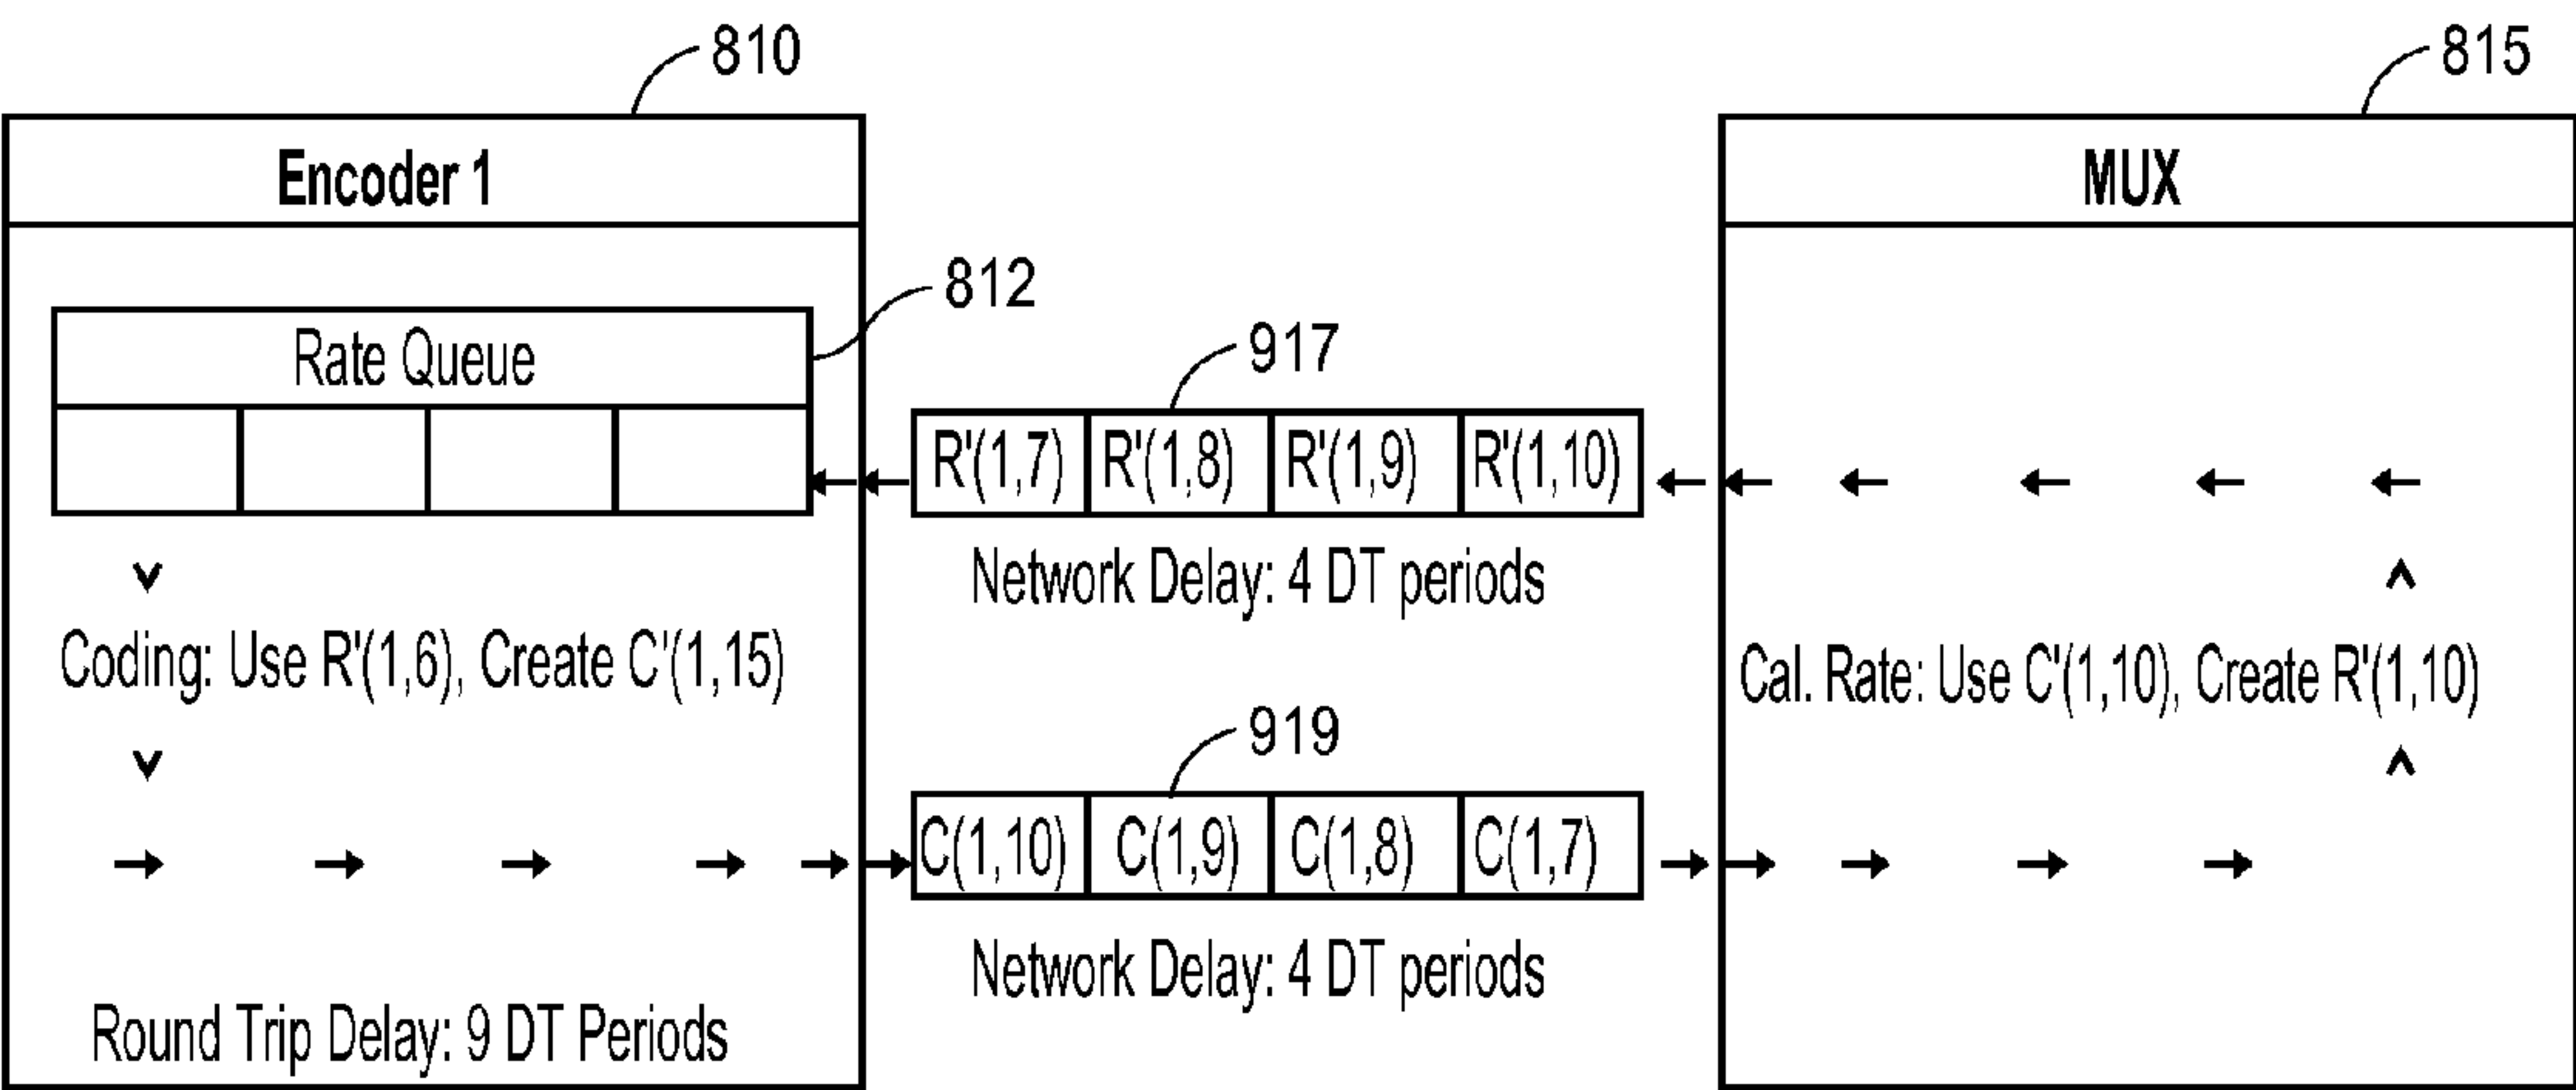 810
815
Encoder 1
MUX
812
Rate Queue
917
R'(1,7) R'(1,8) R'(1,9) R'(1,10)
Network Delay: 4 DT periods
Coding: Use R'(1,6), Create C'(1,15)
Cal. Rate: Use C'(1,10), Create R'(1,10)
919
C(1,10) C(1,9) C(1,8) C(1,7)
Network Delay: 4 DT periods
Round Trip Delay: 9 DT Periods